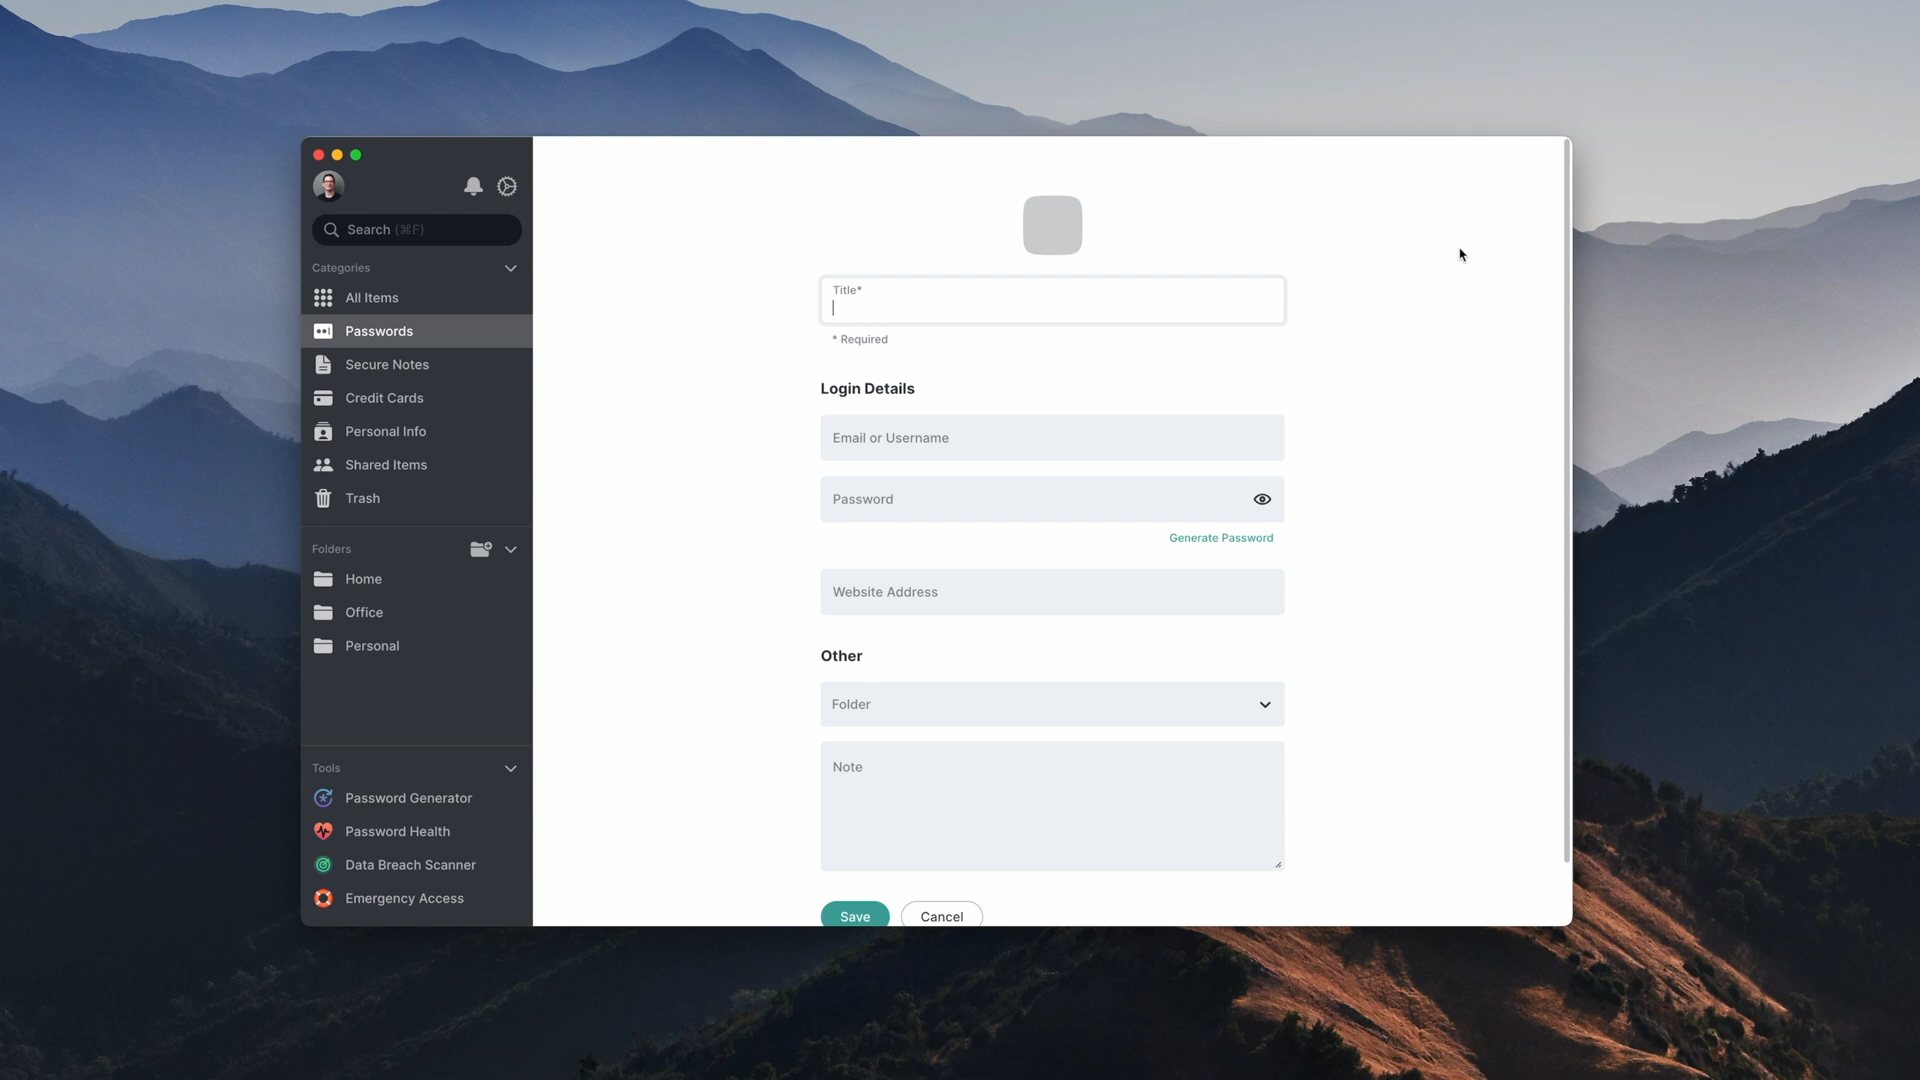 Search (⌘F)
Categories
All Items
Passwords
Secure Notes
Credit Cards
Personal Info
Shared Items
Trash
Folders
Home
Office
Personal
Tools
Password Generator
Password Health
Data Breach Scanner
Emergency Access
Title*
* Required
Login Details
Email or Username
Password
Generate Password
Website Address
Other
Folder
Note
Save Cancel